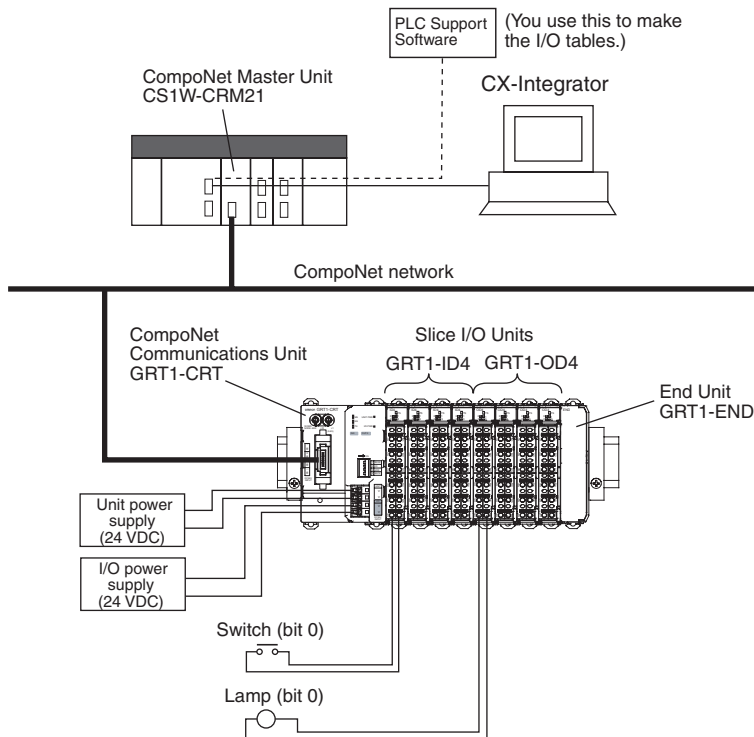 PLC Support
Software
(You use this to make
the I/O tables.)
CompoNet Master Unit
CS1W-CRM21
CX-Integrator
CompoNet network
CompoNet
Communications Unit
GRT1-CRT
Slice I/O Units
GRT1-ID4
GRT1-OD4
End Unit
GRT1-END
Unit power
supply
(24 VDC)
I/O power
supply
(24 VDC)
Switch (bit 0)
Lamp (bit 0)